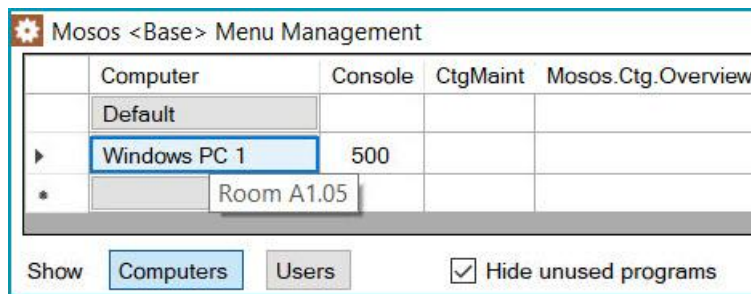 Mosos <Base> Menu Management
Computer Console CtgMaint Mosos.Ctg.Overview
Default
Windows PC 1 500
Room A1.05
Show Computers Users Hide unused programs